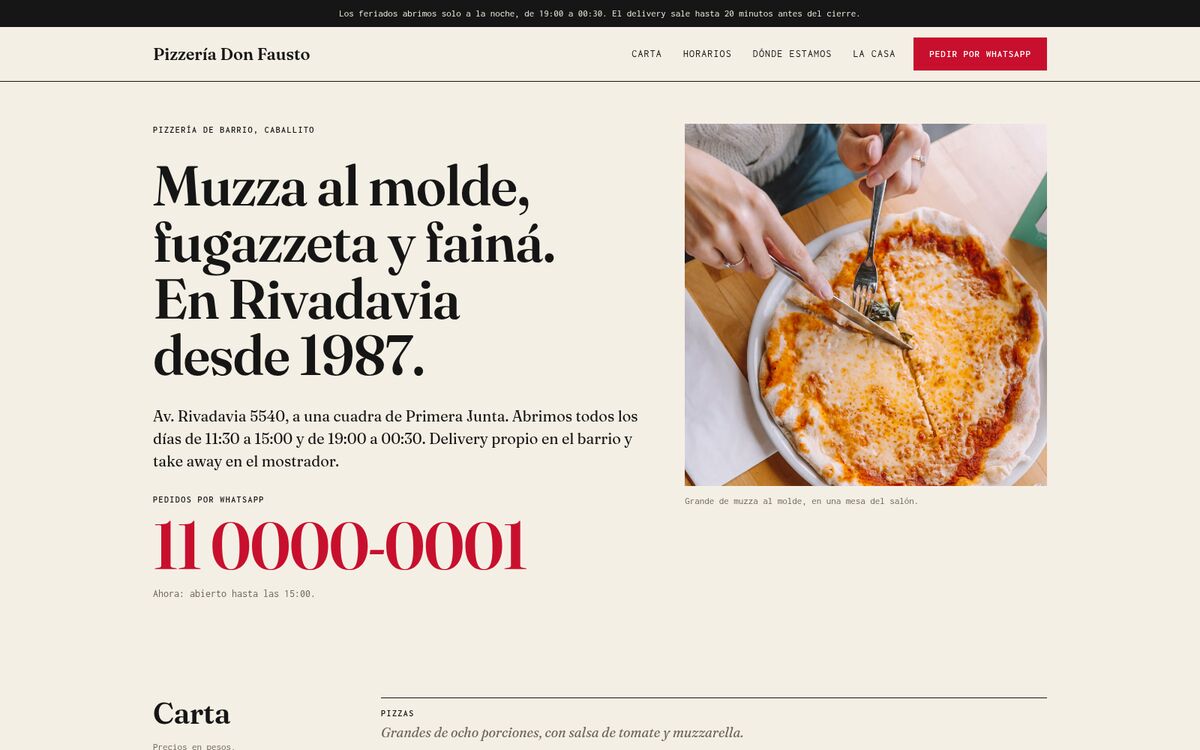 Los feriados abrimos solo a la noche, de 19:00 a 00:30. El delivery sale hasta 20 minutos antes del cierre.
Pizzería Don Fausto
CARTA
HORARIOS
DÓNDE ESTAMOS
LA CASA
PEDIR POR WHATSAPP
PIZZERÍA DE BARRIO, CABALLITO
Muzza al molde,
fugazzeta y fainá.
En Rivadavia
desde 1987.
Av. Rivadavia 5540, a una cuadra de Primera Junta. Abrimos todos los
días de 11:30 a 15:00 y de 19:00 a 00:30. Delivery propio en el barrio y
take away en el mostrador.
PEDIDOS POR WHATSAPP
11 0000-0001
Ahora: abierto hasta las 15:00.
Grande de muzza al molde, en una mesa del salón.
Carta
Precios en pesos.
PIZZAS
Grandes de ocho porciones, con salsa de tomate y muzzarella.